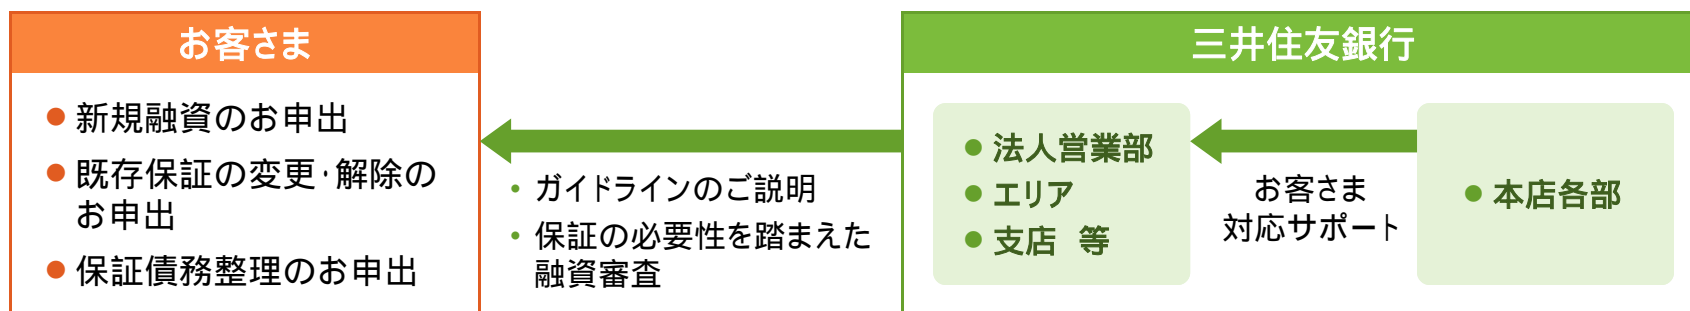 お客さま
● 新規融資のお申出
● 既存保証の変更・解除の
お申出
● 保証債務整理のお申出
・ ガイドラインのご説明
・ 保証の必要性を踏まえた
融資審査
三井住友銀行
● 法人営業部
● エリア
● 支店 等
お客さま
対応サポート
● 本店各部